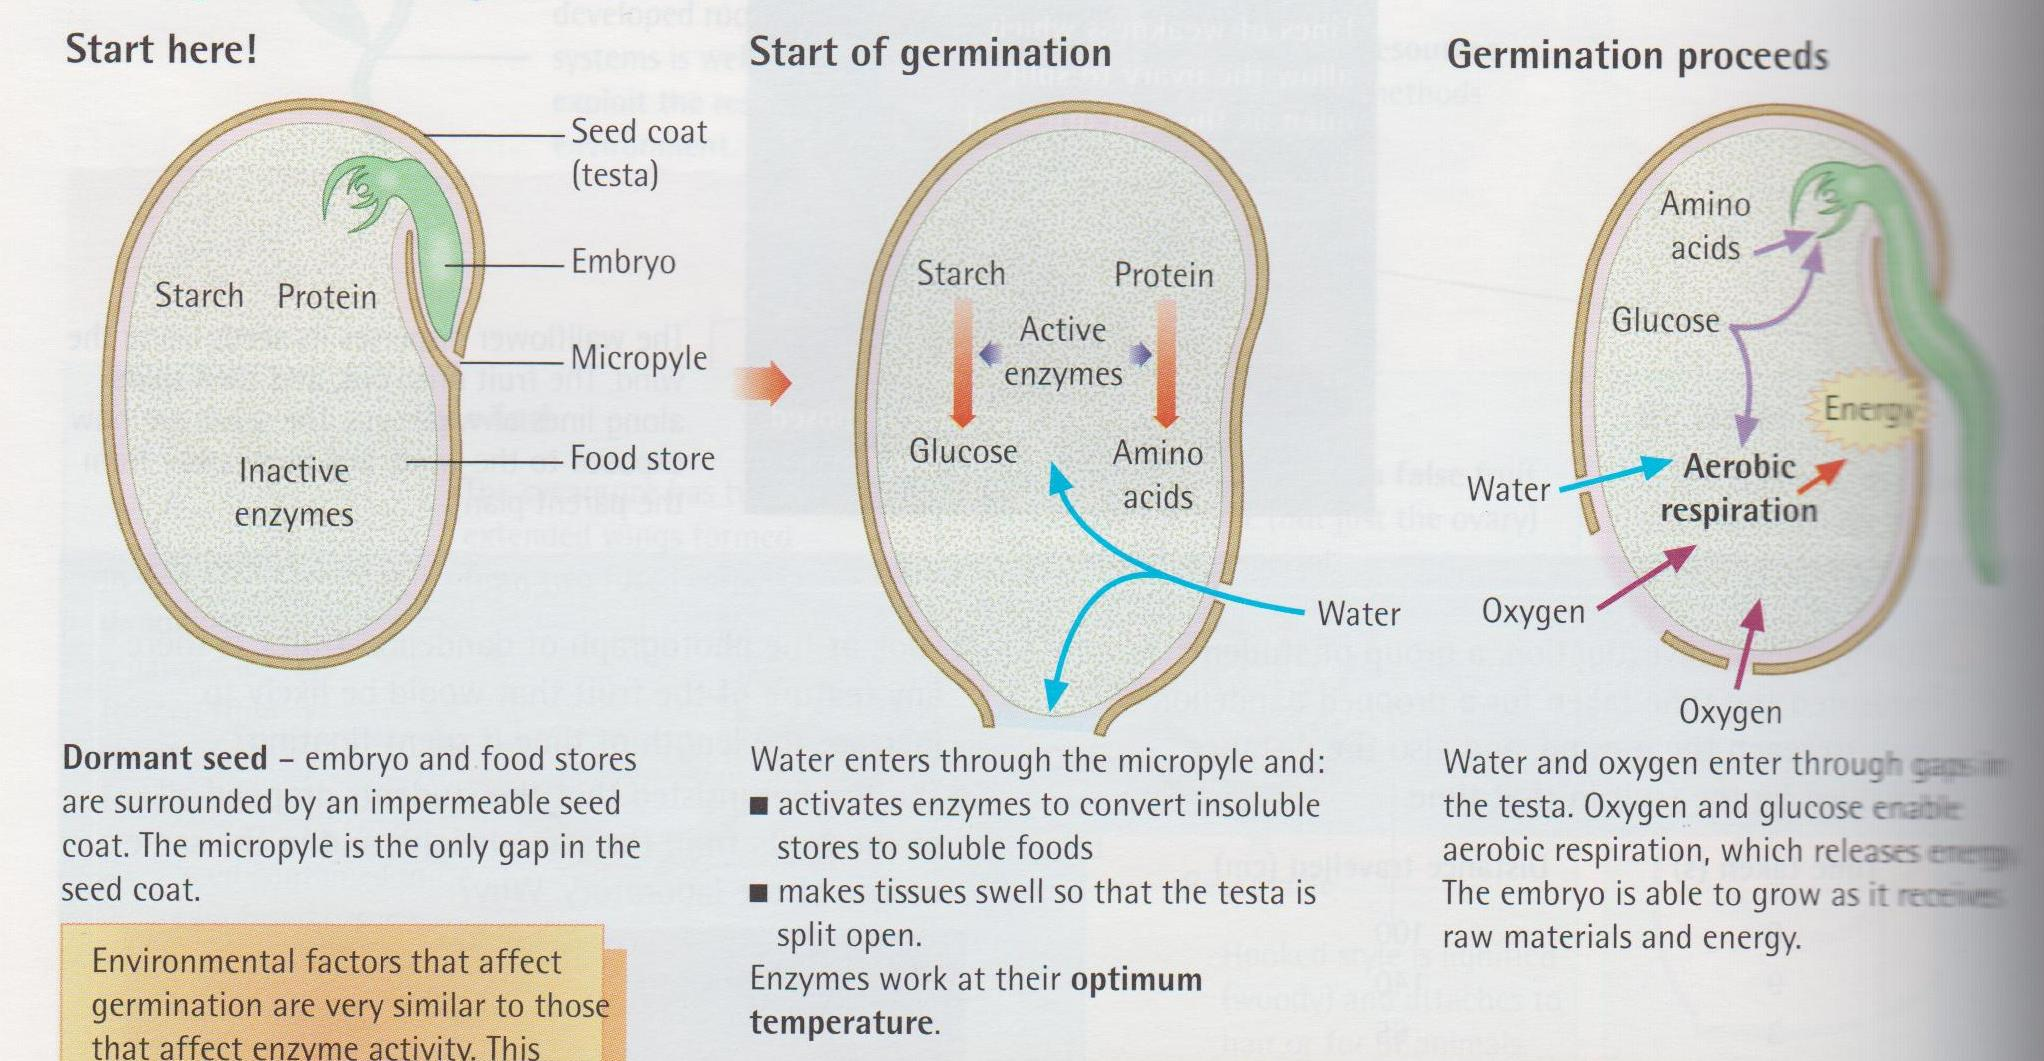 Start here!
Seed coat
(testa)
Embryo
Starch Protein
Micropyle
Food store
Inactive
enzymes
Dormant seed – embryo and food stores
are surrounded by an impermeable seed
coat. The micropyle is the only gap in the
seed coat.
Environmental factors that affect
germination are very similar to those
that affect enzyme activity. This
Start of germination
Starch
Protein
Active
enzymes
Glucose
Amino
acids
Water
Water enters through the micropyle and:
■ activates enzymes to convert insoluble
stores to soluble foods
■ makes tissues swell so that the testa is
split open.
Enzymes work at their optimum
temperature.
Germination proceeds
Amino
acids
Glucose
Energy
Water
Aerobic
respiration
Oxygen
Oxygen
Water and oxygen enter through gaps in
the testa. Oxygen and glucose enable
aerobic respiration, which releases energy.
The embryo is able to grow as it receives
raw materials and energy.